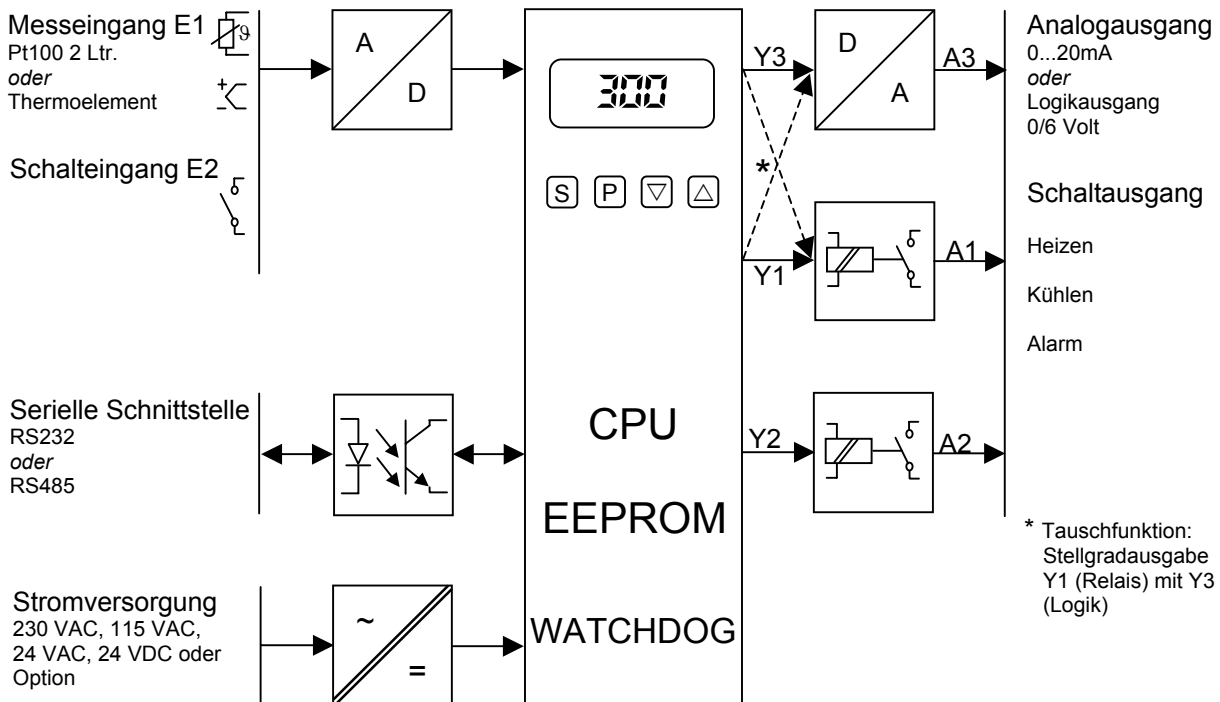 Messeingang E1
Pt100 2 Ltr.
oder
Thermoelement
ϑ
+
Schalteingang E2
A
D
300
S P ▽ △
Y3
*
Y1
D
A
A3
Analogausgang
0...20mA
oder
Logikausgang
0/6 Volt
Schaltausgang
Heizen
Kühlen
Alarm
A1
Serielle Schnittstelle
RS232
oder
RS485
CPU
EEPROM
WATCHDOG
Y2
A2
* Tauschfunktion:
Stellgradausgabe
Y1 (Relais) mit Y3
(Logik)
Stromversorgung
230 VAC, 115 VAC,
24 VAC, 24 VDC oder
Option
~
=